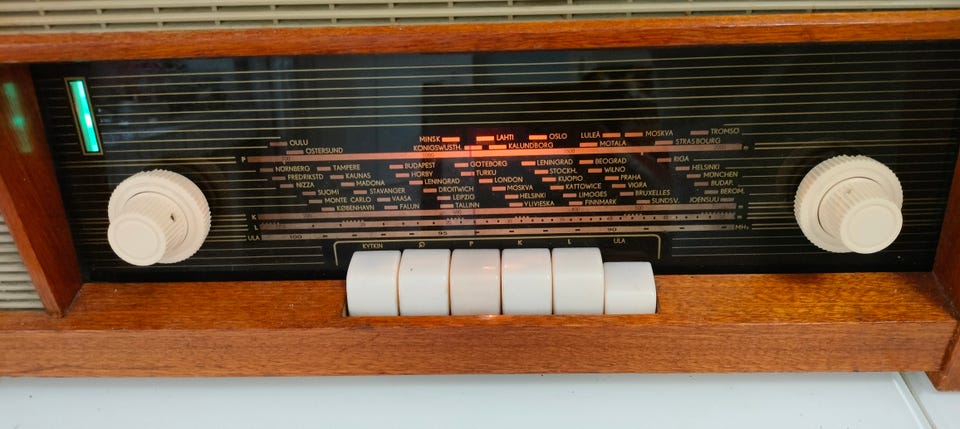 OULU MINSK LAHTI OSLO LULEÅ MOSKVA TROMSÖ
ÖSTERSUND KÖNIGSWUSTH. KALUNDBORG MOTALA STRASBOURG
P
NÜRNBERG TAMPERE BUDAPEST GÖTEBORG LENINGRAD BEOGRAD RIGA
FREDRIKSTD KAUNAS HÖRBY TURKU STOCKH. WILNO HELSINKI
NIZZA MADONA LENINGRAD LONDON KUOPIO PRAHA MÜNCHEN
SUOMI STAVANGER DROITWICH MOSKVA KATTOWICE VIGRA BUDAP.
MONTE CARLO VAASA LEIPZIG HELSINKI LIMOGES BRUXELLES BEROM.
KØBENHAVN FALUN TALLINN YLIVIESKA FINNMARK SUNDSV. JOENSUU
K
L
ULA 100 95 90 MHz
KYTKIN P K L ULA